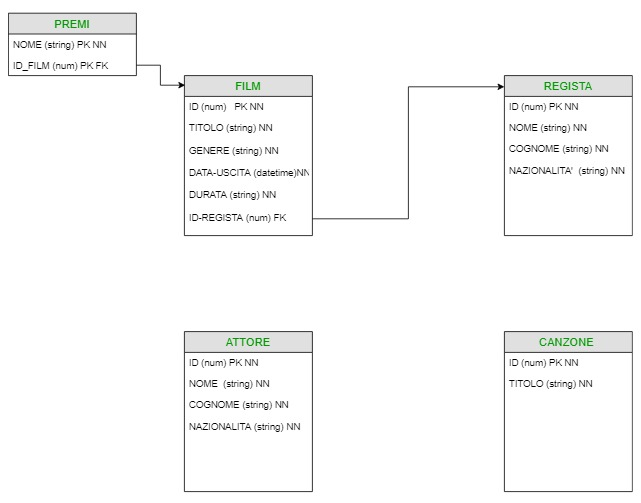 PREMI
NOME (string) PK NN
ID_FILM (num) PK FK
FILM
ID (num) PK NN
TITOLO (string) NN
GENERE (string) NN
DATA-USCITA (datetime)NN
DURATA (string) NN
ID-REGISTA (num) FK
REGISTA
ID (num) PK NN
NOME (string) NN
COGNOME (string) NN
NAZIONALITA' (string) NN
ATTORE
ID (num) PK NN
NOME (string) NN
COGNOME (string) NN
NAZIONALITA (string) NN
CANZONE
ID (num) PK NN
TITOLO (string) NN